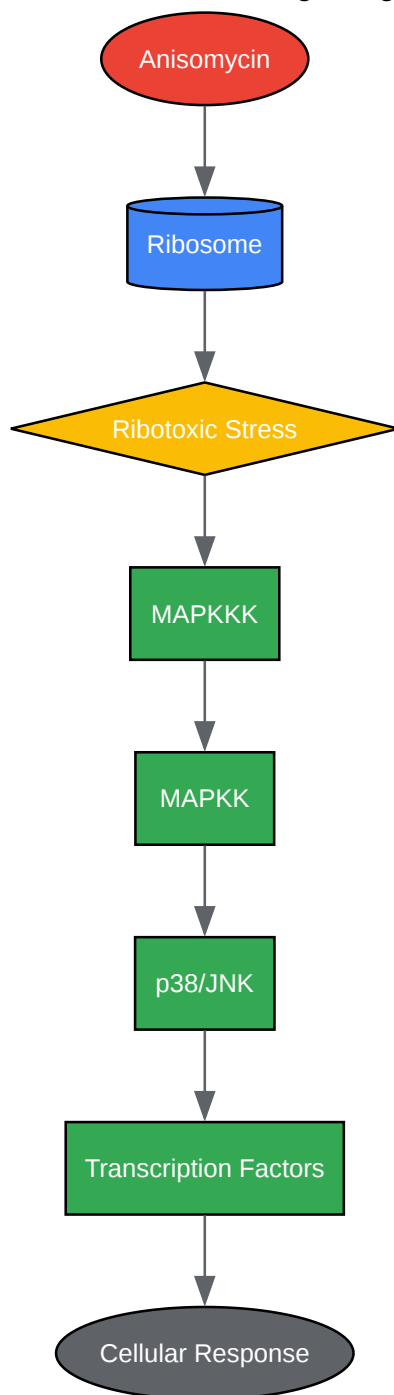 Anisomycin
Ribosome
Ribotoxic Stress
MAPKKK
MAPKK
p38/JNK
Transcription Factors
Cellular Response